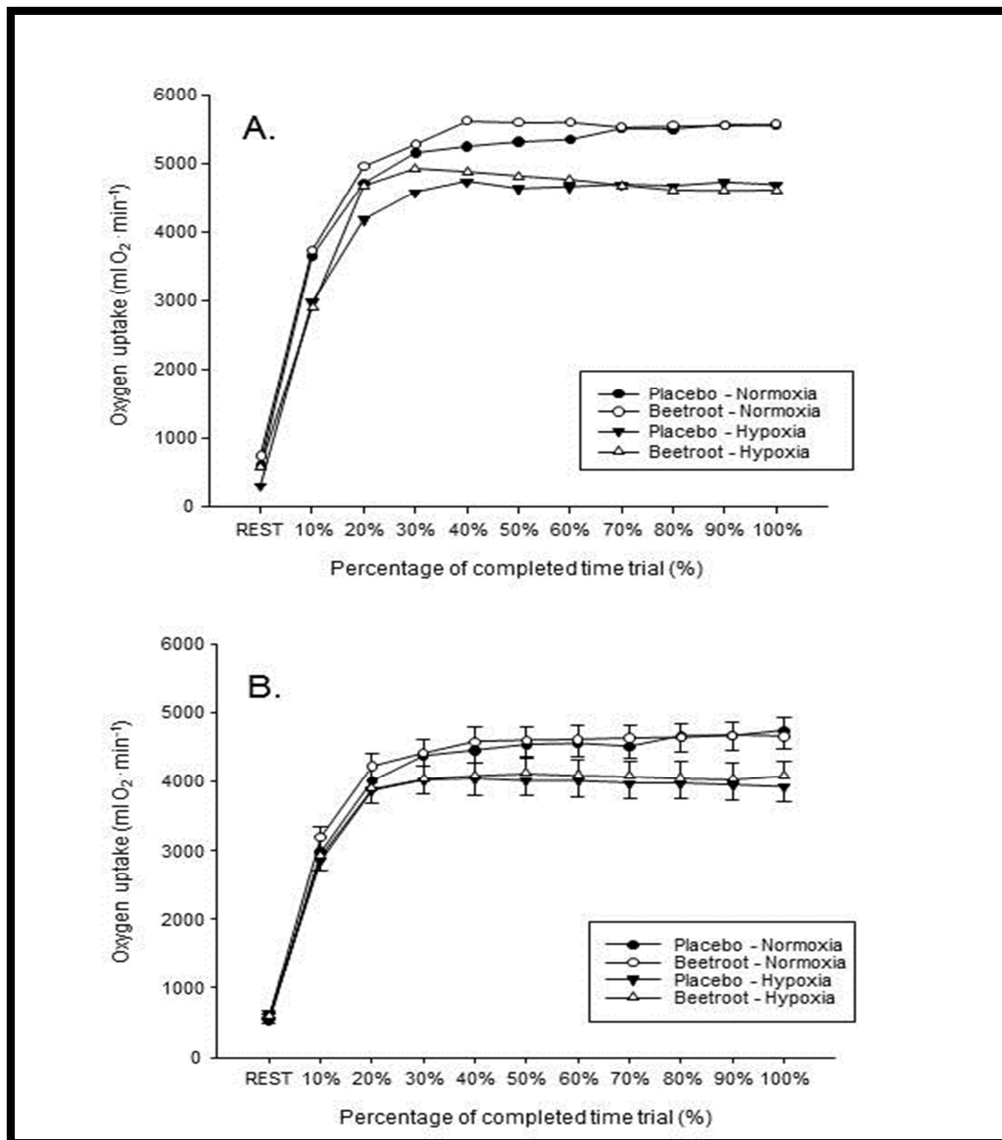 A.
Oxygen uptake (ml O₂ · min⁻¹)
6000
5000
4000
3000
2000
1000
0
Placebo - Normoxia
Beetroot - Normoxia
Placebo - Hypoxia
Beetroot - Hypoxia
REST 10% 20% 30% 40% 50% 60% 70% 80% 90% 100%
Percentage of completed time trial (%)
B.
Oxygen uptake (ml O₂ · min⁻¹)
6000
5000
4000
3000
2000
1000
0
Placebo - Normoxia
Beetroot - Normoxia
Placebo - Hypoxia
Beetroot - Hypoxia
REST 10% 20% 30% 40% 50% 60% 70% 80% 90% 100%
Percentage of completed time trial (%)